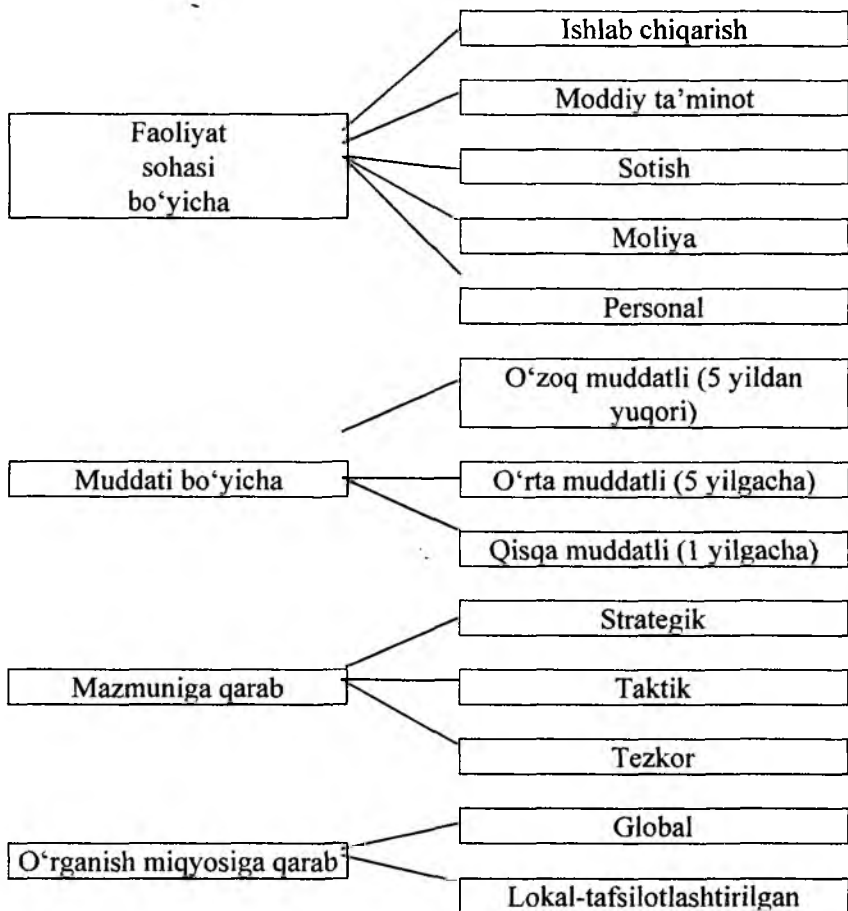 Faoliyat
sohasi
bo‘yicha
Ishlab chiqarish
Moddiy ta’minot
Sotish
Moliya
Personal
Muddati bo‘yicha
O‘zoq muddatli (5 yildan
yuqori)
O‘rta muddatli (5 yilgacha)
Qisqa muddatli (1 yilgacha)
Mazmuniga qarab
Strategik
Taktik
Tezkor
O‘rganish miqyosiga qarab
Global
Lokal-tafsilotlashtirilgan